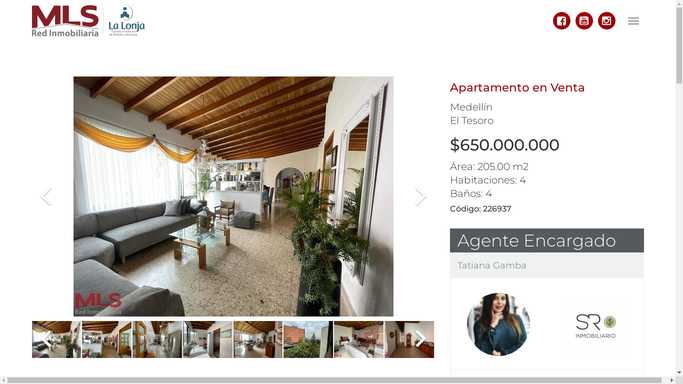 MLS
Red Inmobiliaria
La Lonja
Apartamento en Venta
Medellín
El Tesoro
$650.000.000
Área: 205.00 m2
Habitaciones: 4
Baños: 4
Código: 226937
Agente Encargado
Tatiana Gamba
MLS
Red Inmobiliaria
SR
INMOBILIARIO